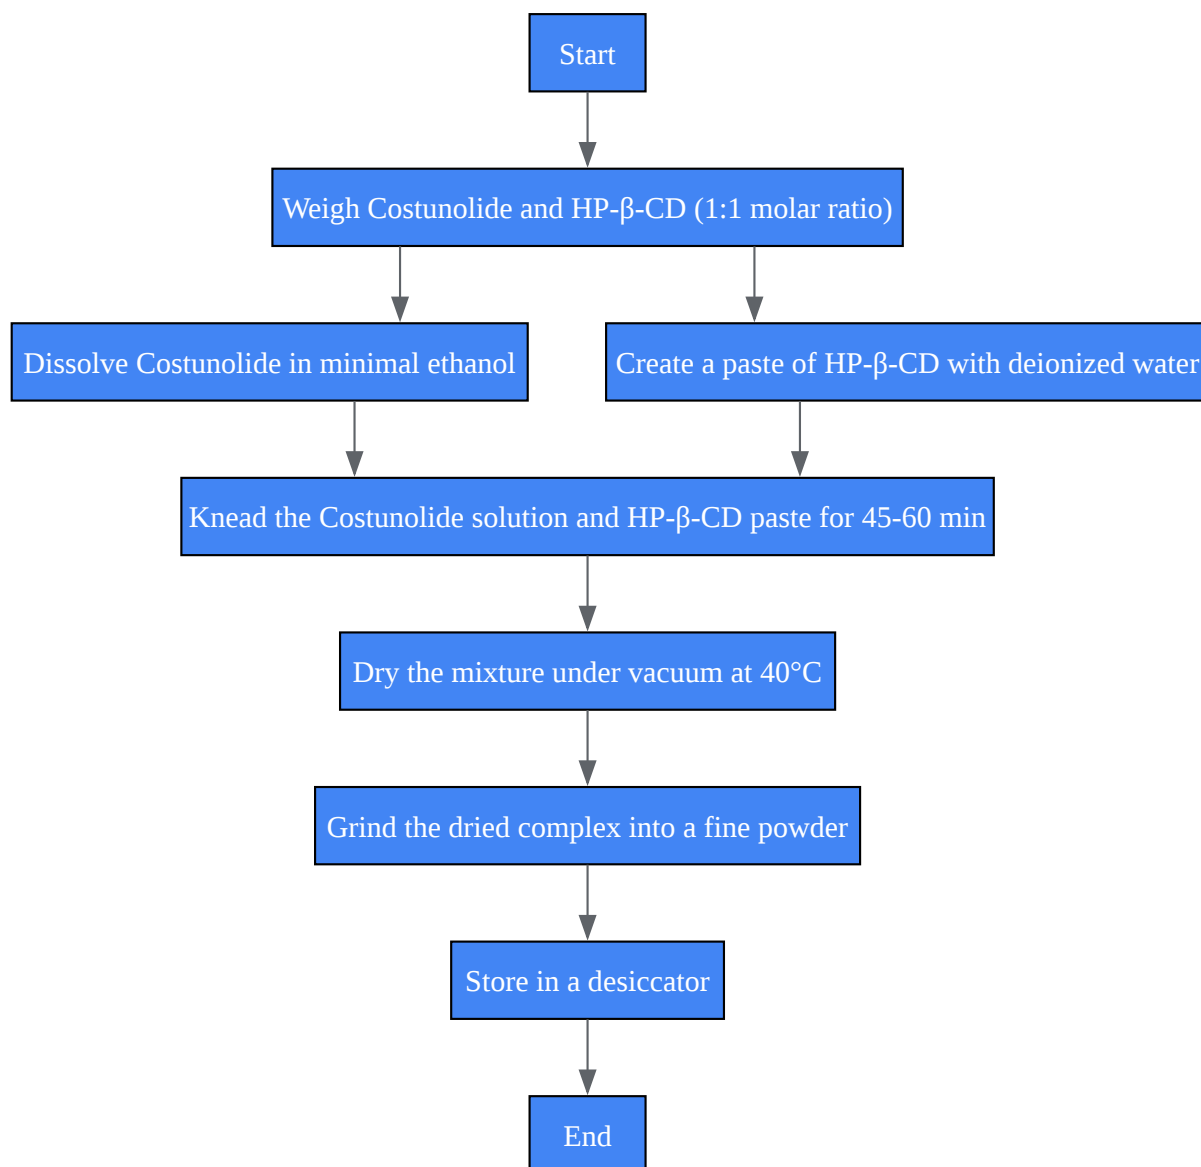 Start
Weigh Costunolide and HP-β-CD (1:1 molar ratio)
Dissolve Costunolide in minimal ethanol
Create a paste of HP-β-CD with deionized water
Knead the Costunolide solution and HP-β-CD paste for 45-60 min
Dry the mixture under vacuum at 40°C
Grind the dried complex into a fine powder
Store in a desiccator
End